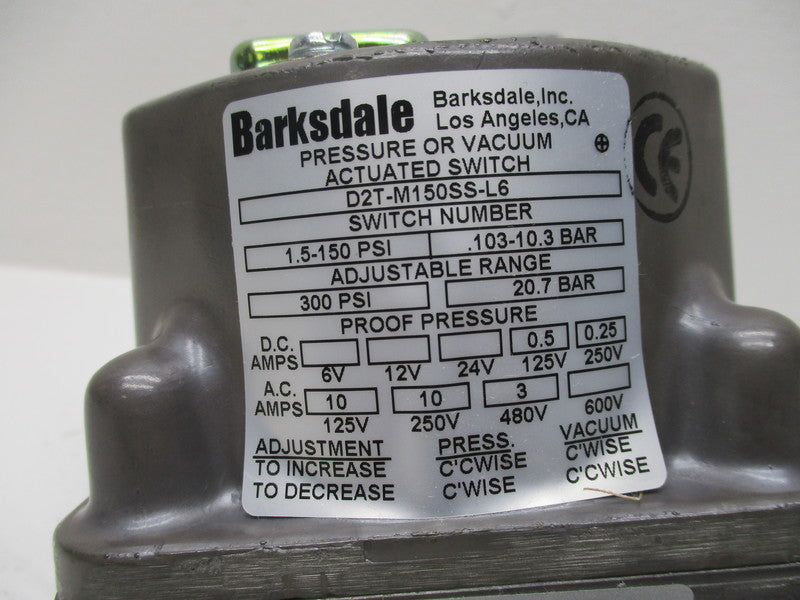 Barksdale Barksdale,Inc.
Los Angeles,CA
PRESSURE OR VACUUM
ACTUATED SWITCH
D2T-M150SS-L6
SWITCH NUMBER
1.5-150 PSI .103-10.3 BAR
ADJUSTABLE RANGE
300 PSI 20.7 BAR
PROOF PRESSURE
D.C. AMPS 0.5 0.25
6V 12V 24V 125V 250V
A.C. AMPS 10 10 3
125V 250V 480V 600V
ADJUSTMENT PRESS. VACUUM
TO INCREASE C'CWISE C'WISE
TO DECREASE C'WISE C'CWISE
CE